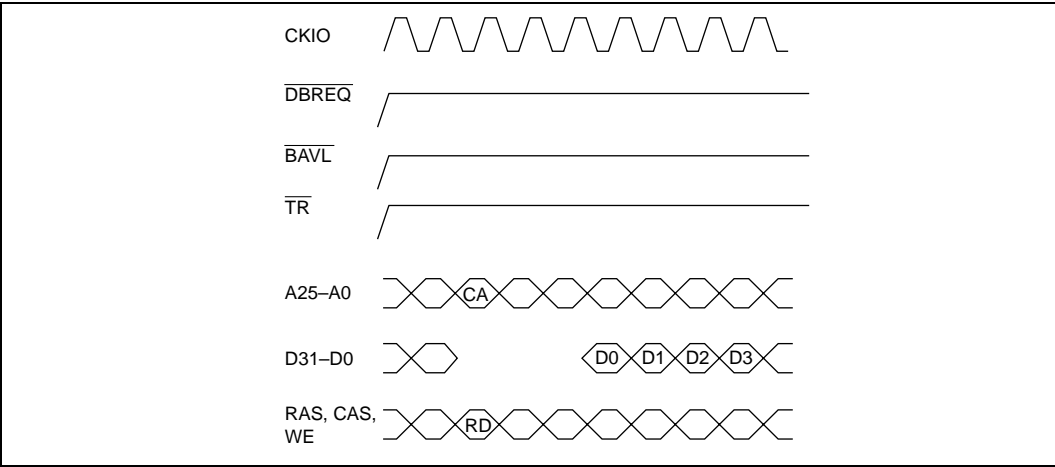 CKIO
DBREQ
BAVL
TR
A25–A0 CA
D31–D0 D0 D1 D2 D3
RAS, CAS,
WE RD